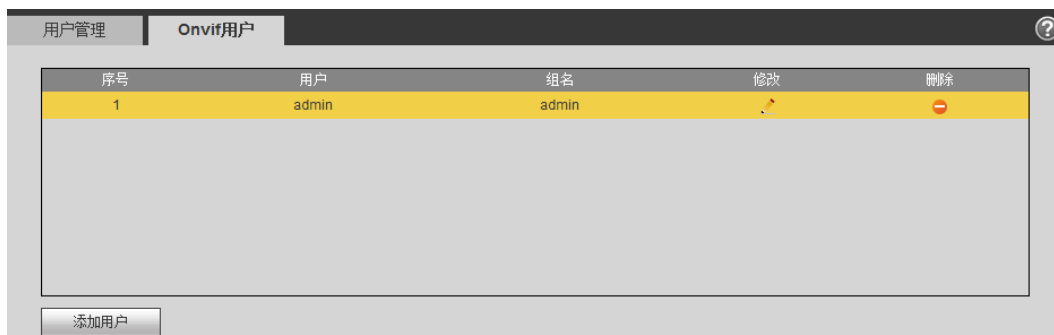 用户管理 Onvif用户 ?
序号 用户 组名 修改 删除
1 admin admin
添加用户